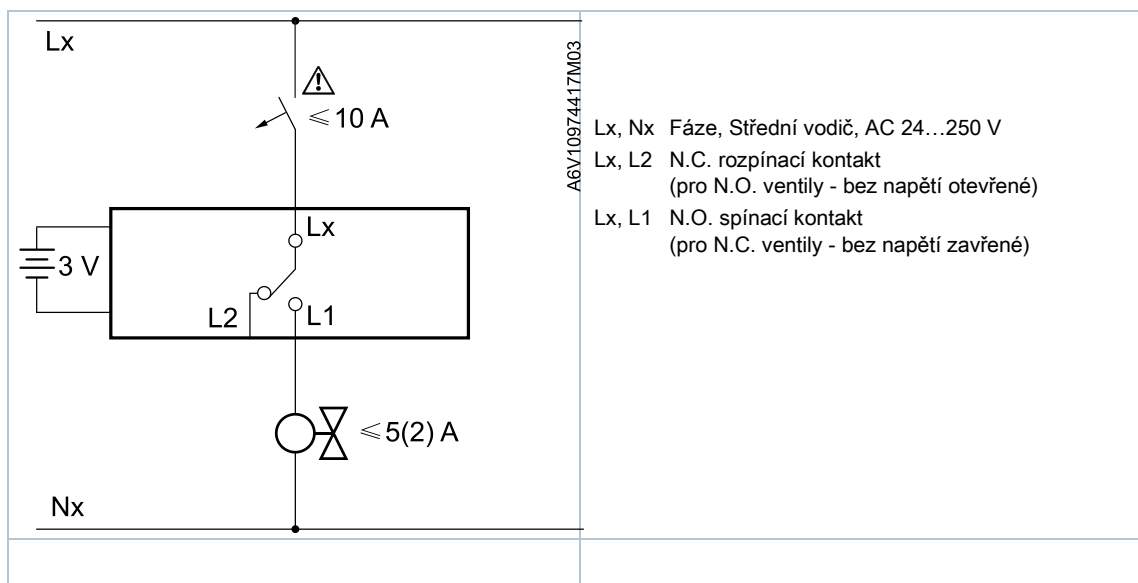 Lx
≤ 10 A
Lx
3 V
L2
L1
≤ 5(2) A
Nx
A6V10974417M03
Lx, Nx Fáze, Střední vodič, AC 24…250 V
Lx, L2 N.C. rozpínací kontakt
(pro N.O. ventily - bez napětí otevřené)
Lx, L1 N.O. spínací kontakt
(pro N.C. ventily - bez napětí zavřené)